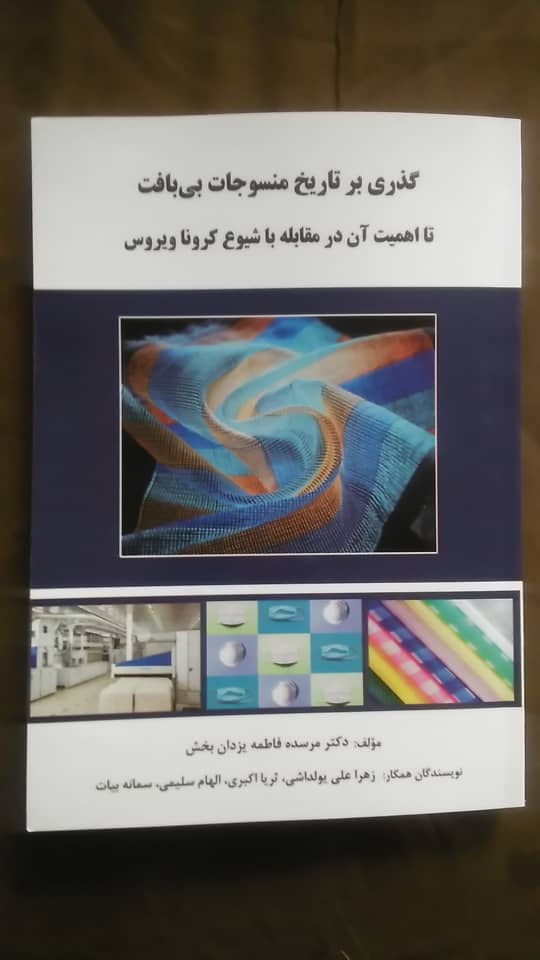 گذری بر تاریخ منسوجات بی‌بافت
تا اهمیت آن در مقابله با شیوع کرونا ویروس
مؤلف: دکتر مرسده فاطمه یزدان بخش
نویسندگان همکار: زهرا علی یولداشی، ثریا اکبری، الهام سلیمی، سمانه بیات